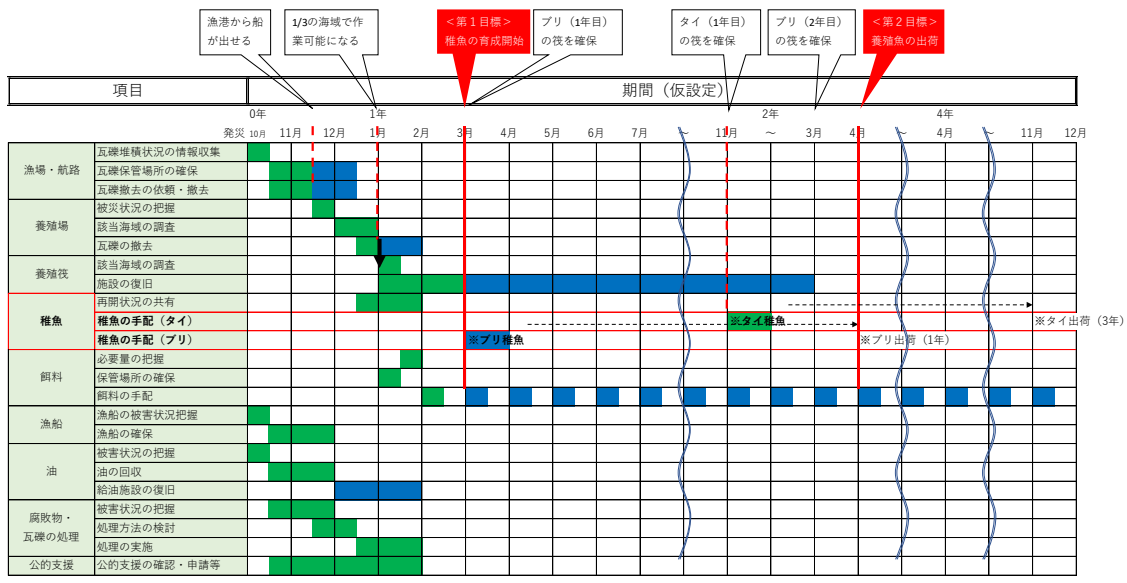 漁港から船
が出せる
1/3の海域で作
業可能になる
＜第１目標＞
稚魚の育成開始
ブリ（1年目）
の筏を確保
タイ（1年目）
の筏を確保
ブリ（2年目）
の筏を確保
＜第２目標＞
養殖魚の出荷
項目 期間（仮設定）
0年 1年 2年 4年
発災 10月 11月 12月 1月 2月 3月 4月 5月 6月 7月 ～ 11月 ～ 3月 4月 ～ 4月 ～ 11月 12月
漁場・航路
瓦礫堆積状況の情報収集
瓦礫保管場所の確保
瓦礫撤去の依頼・撤去
養殖場
被災状況の把握
該当海域の調査
瓦礫の撤去
養殖筏
該当海域の調査
施設の復旧
稚魚
再開状況の共有
稚魚の手配（タイ） ※タイ稚魚 ※タイ出荷（3年）
稚魚の手配（ブリ） ※ブリ稚魚 ※ブリ出荷（1年）
餌料
必要量の把握
保管場所の確保
餌料の手配
漁船
漁船の被害状況把握
漁船の確保
油
被害状況の把握
油の回収
給油施設の復旧
腐敗物・
瓦礫の処理
被害状況の把握
処理方法の検討
処理の実施
公的支援 公的支援の確認・申請等